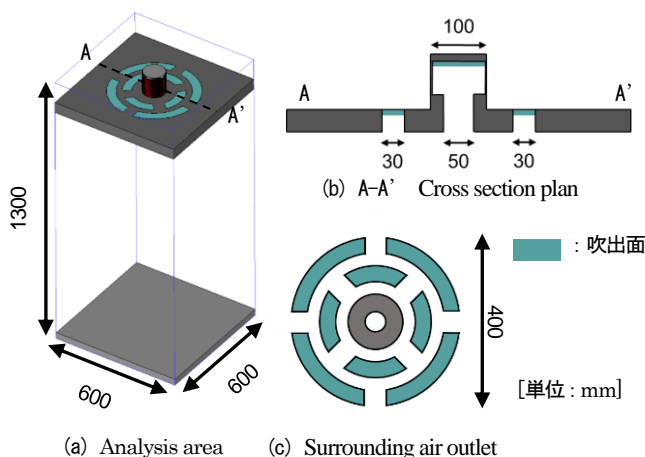 A
A'
1300
600
600
(a) Analysis area
100
A
A'
30
50
30
(b) A-A' Cross section plan
:吹出面
400
[単位:mm]
(c) Surrounding air outlet